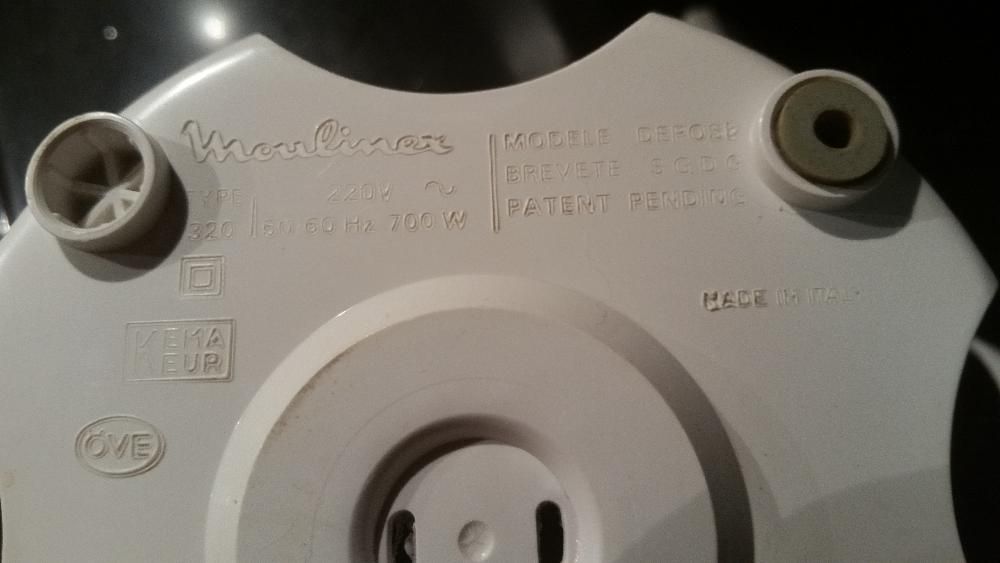 Moulinex
TYPE 220V ~
320 50 60 Hz 700 W
MODELE DEPOSE
BREVETE S G D G
PATENT PENDING
MADE IN ITALY
KEMA
KEUR
ÖVE